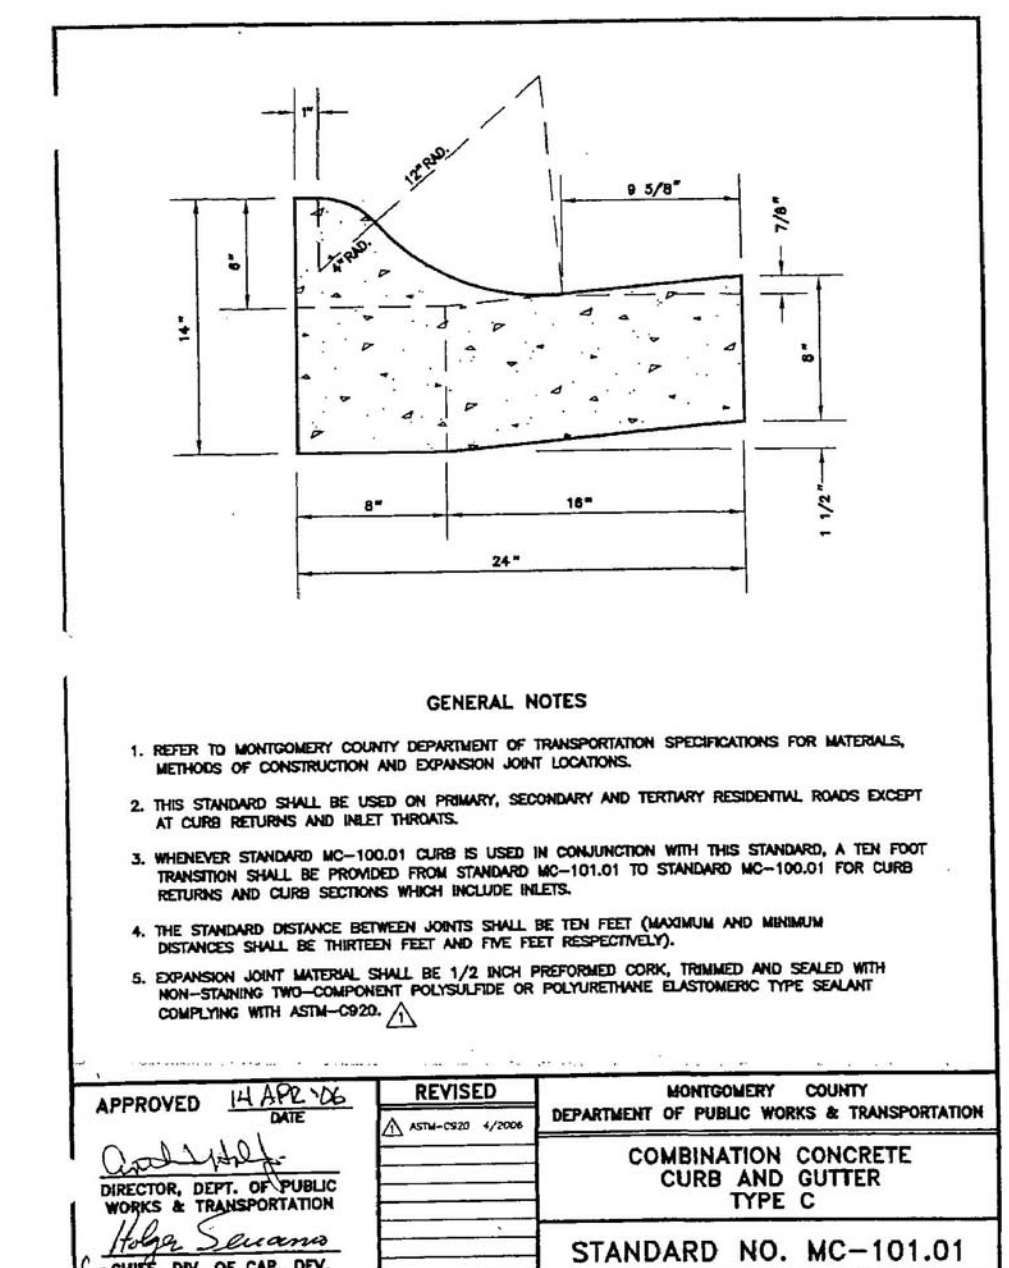 1"
12" RAD.
9 5/8"
7/8"
6"
4" RAD.
14"
8"
8"
16"
1 1/2"
24"
GENERAL NOTES
1. REFER TO MONTGOMERY COUNTY DEPARTMENT OF TRANSPORTATION SPECIFICATIONS FOR MATERIALS,
METHODS OF CONSTRUCTION AND EXPANSION JOINT LOCATIONS.
2. THIS STANDARD SHALL BE USED ON PRIMARY, SECONDARY AND TERTIARY RESIDENTIAL ROADS EXCEPT
AT CURB RETURNS AND INLET THROATS.
3. WHENEVER STANDARD MC-100.01 CURB IS USED IN CONJUNCTION WITH THIS STANDARD, A TEN FOOT
TRANSITION SHALL BE PROVIDED FROM STANDARD MC-101.01 TO STANDARD MC-100.01 FOR CURB
RETURNS AND CURB SECTIONS WHICH INCLUDE INLETS.
4. THE STANDARD DISTANCE BETWEEN JOINTS SHALL BE TEN FEET (MAXIMUM AND MINIMUM
DISTANCES SHALL BE THIRTEEN FEET AND FIVE FEET RESPECTIVELY).
5. EXPANSION JOINT MATERIAL SHALL BE 1/2 INCH PREFORMED CORK, TRIMMED AND SEALED WITH
NON-STAINING TWO-COMPONENT POLYSULFIDE OR POLYURETHANE ELASTOMERIC TYPE SEALANT
COMPLYING WITH ASTM-C920. 1
APPROVED 14 APR '06
DATE
DIRECTOR, DEPT. OF PUBLIC
WORKS & TRANSPORTATION
CHIEF, DIV. OF CAP. DEV.
REVISED
1 ASTM-C920 4/2006
MONTGOMERY COUNTY
DEPARTMENT OF PUBLIC WORKS & TRANSPORTATION
COMBINATION CONCRETE
CURB AND GUTTER
TYPE C
STANDARD NO. MC-101.01